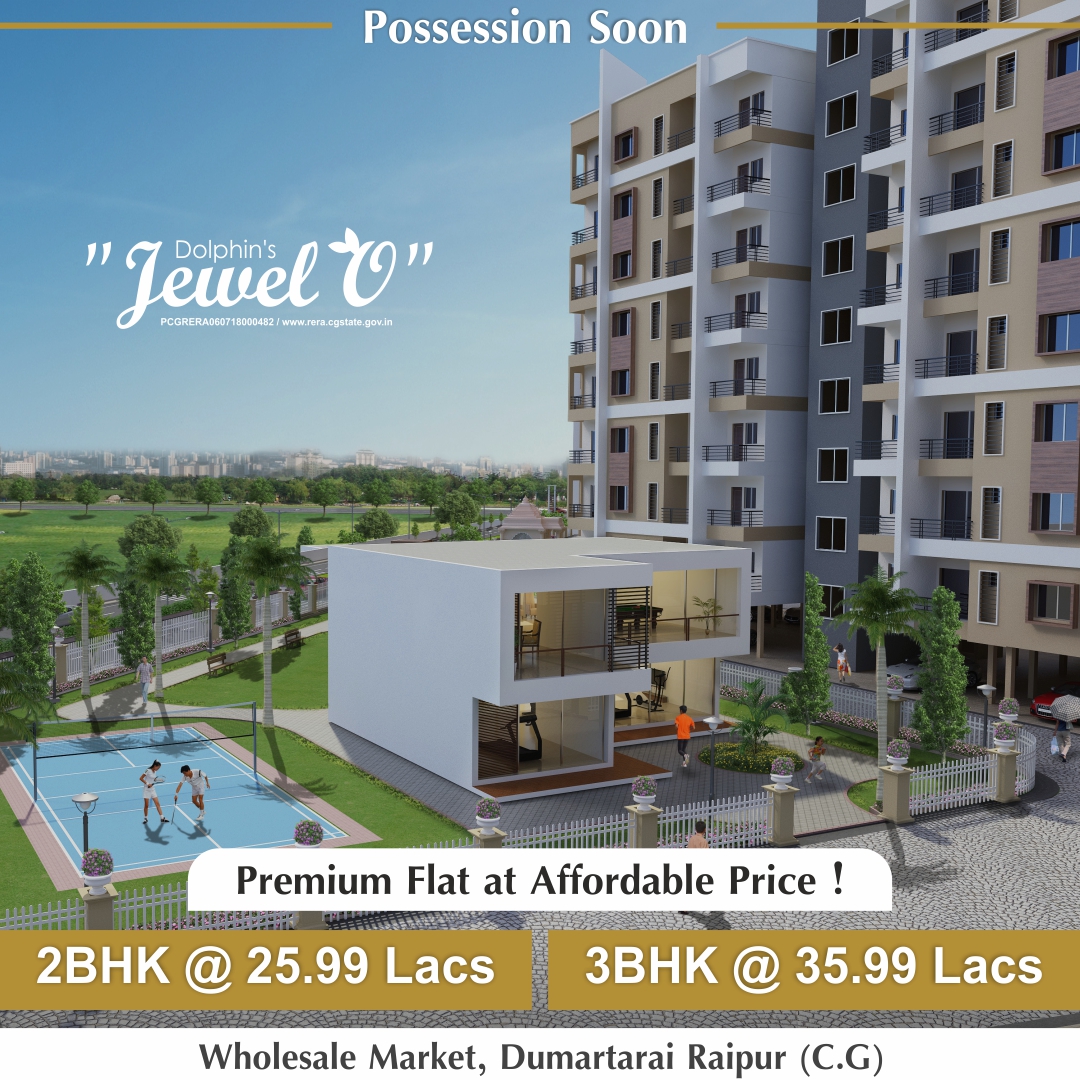 Possession Soon
Dolphin's
"Jewel O"
PCGRERA060718000482 / www.rera.cgstate.gov.in
Premium Flat at Affordable Price !
2BHK @ 25.99 Lacs
3BHK @ 35.99 Lacs
Wholesale Market, Dumartarai Raipur (C.G)